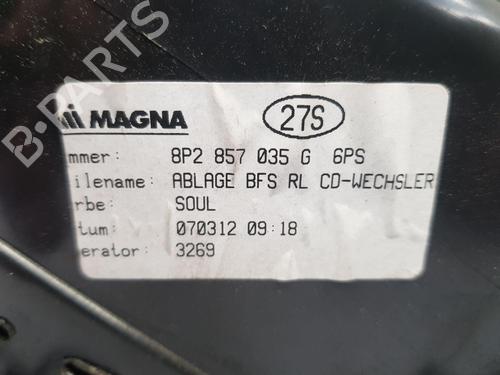 MAGNA 27S
mmer: 8P2 857 035 G 6PS
ilename: ABLAGE BFS RL CD-WECHSLER
rbe: SOUL
tum: 070312 09:18
erator: 3269
B-PARTS